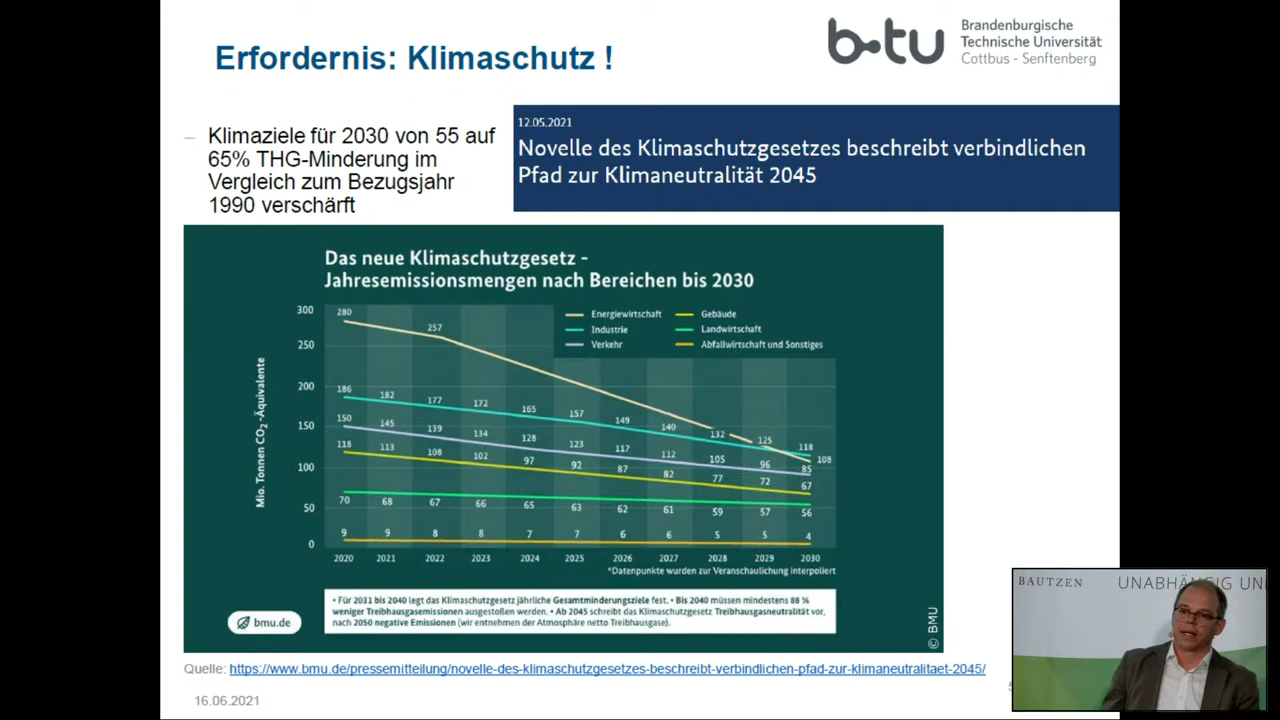 Erfordernis: Klimaschutz !
b-tu
Brandenburgische
Technische Universität
Cottbus - Senftenberg
– Klimaziele für 2030 von 55 auf
65% THG-Minderung im
Vergleich zum Bezugsjahr
1990 verschärft
12.05.2021
Novelle des Klimaschutzgesetzes beschreibt verbindlichen
Pfad zur Klimaneutralität 2045
Das neue Klimaschutzgesetz -
Jahresemissionsmengen nach Bereichen bis 2030
Mio. Tonnen CO₂-Äquivalente
300
250
200
150
100
50
0
Energiewirtschaft
Industrie
Verkehr
Gebäude
Landwirtschaft
Abfallwirtschaft und Sonstiges
280 257 108
186 182 177 172 165 157 149 140 132 125 118
150 145 139 134 128 123 117 112 105 96 85
118 113 108 102 97 92 87 82 77 72 67
70 68 67 66 65 63 62 61 59 57 56
9 9 8 8 7 7 6 6 5 5 4
2020 2021 2022 2023 2024 2025 2026 2027 2028 2029 2030
*Datenpunkte wurden zur Veranschaulichung interpoliert
• Für 2031 bis 2040 legt das Klimaschutzgesetz jährliche Gesamtminderungsziele fest. • Bis 2040 müssen mindestens 88 %
weniger Treibhausgasemissionen ausgestoßen werden. • Ab 2045 schreibt das Klimaschutzgesetz Treibhausgasneutralität vor,
nach 2050 negative Emissionen (wir entnehmen der Atmosphäre netto Treibhausgase).
bmu.de
© BMU
Quelle: https://www.bmu.de/pressemitteilung/novelle-des-klimaschutzgesetzes-beschreibt-verbindlichen-pfad-zur-klimaneutralitaet-2045/
16.06.2021
BAUTZEN
UNABHÄNGIG UN